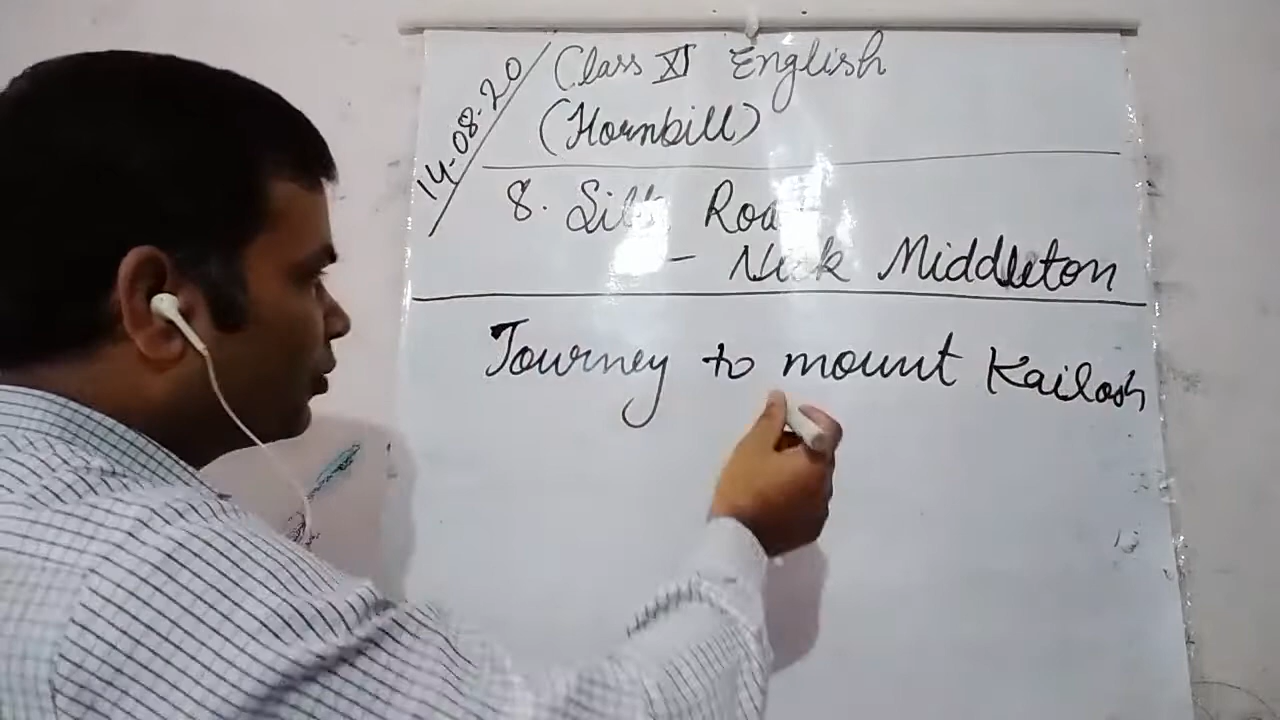 14-08-20
Class XI English
(Hornbill)
8. Silk Road
- Nick Middleton
Journey to mount Kailash